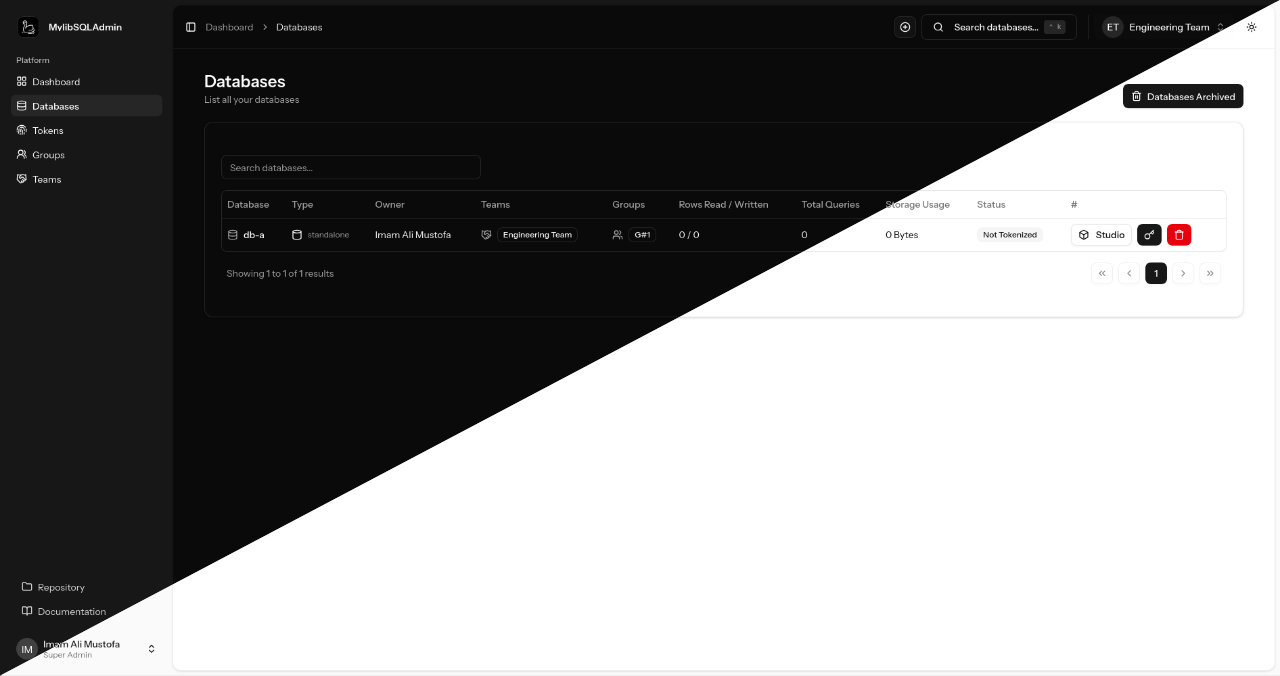 MylibSQLAdmin
Platform
Dashboard
Databases
Tokens
Groups
Teams
Repository
Documentation
IM
Imam Ali Mustofa
Super Admin
Dashboard > Databases
Search databases...
⌃ k
ET Engineering Team
Databases
List all your databases
Databases Archived
Search databases...
Database Type Owner Teams Groups Rows Read / Written Total Queries Storage Usage Status #
db-a standalone Imam Ali Mustofa Engineering Team G#1 0 / 0 0 0 Bytes Not Tokenized Studio
Showing 1 to 1 of 1 results
« ‹ 1 › »